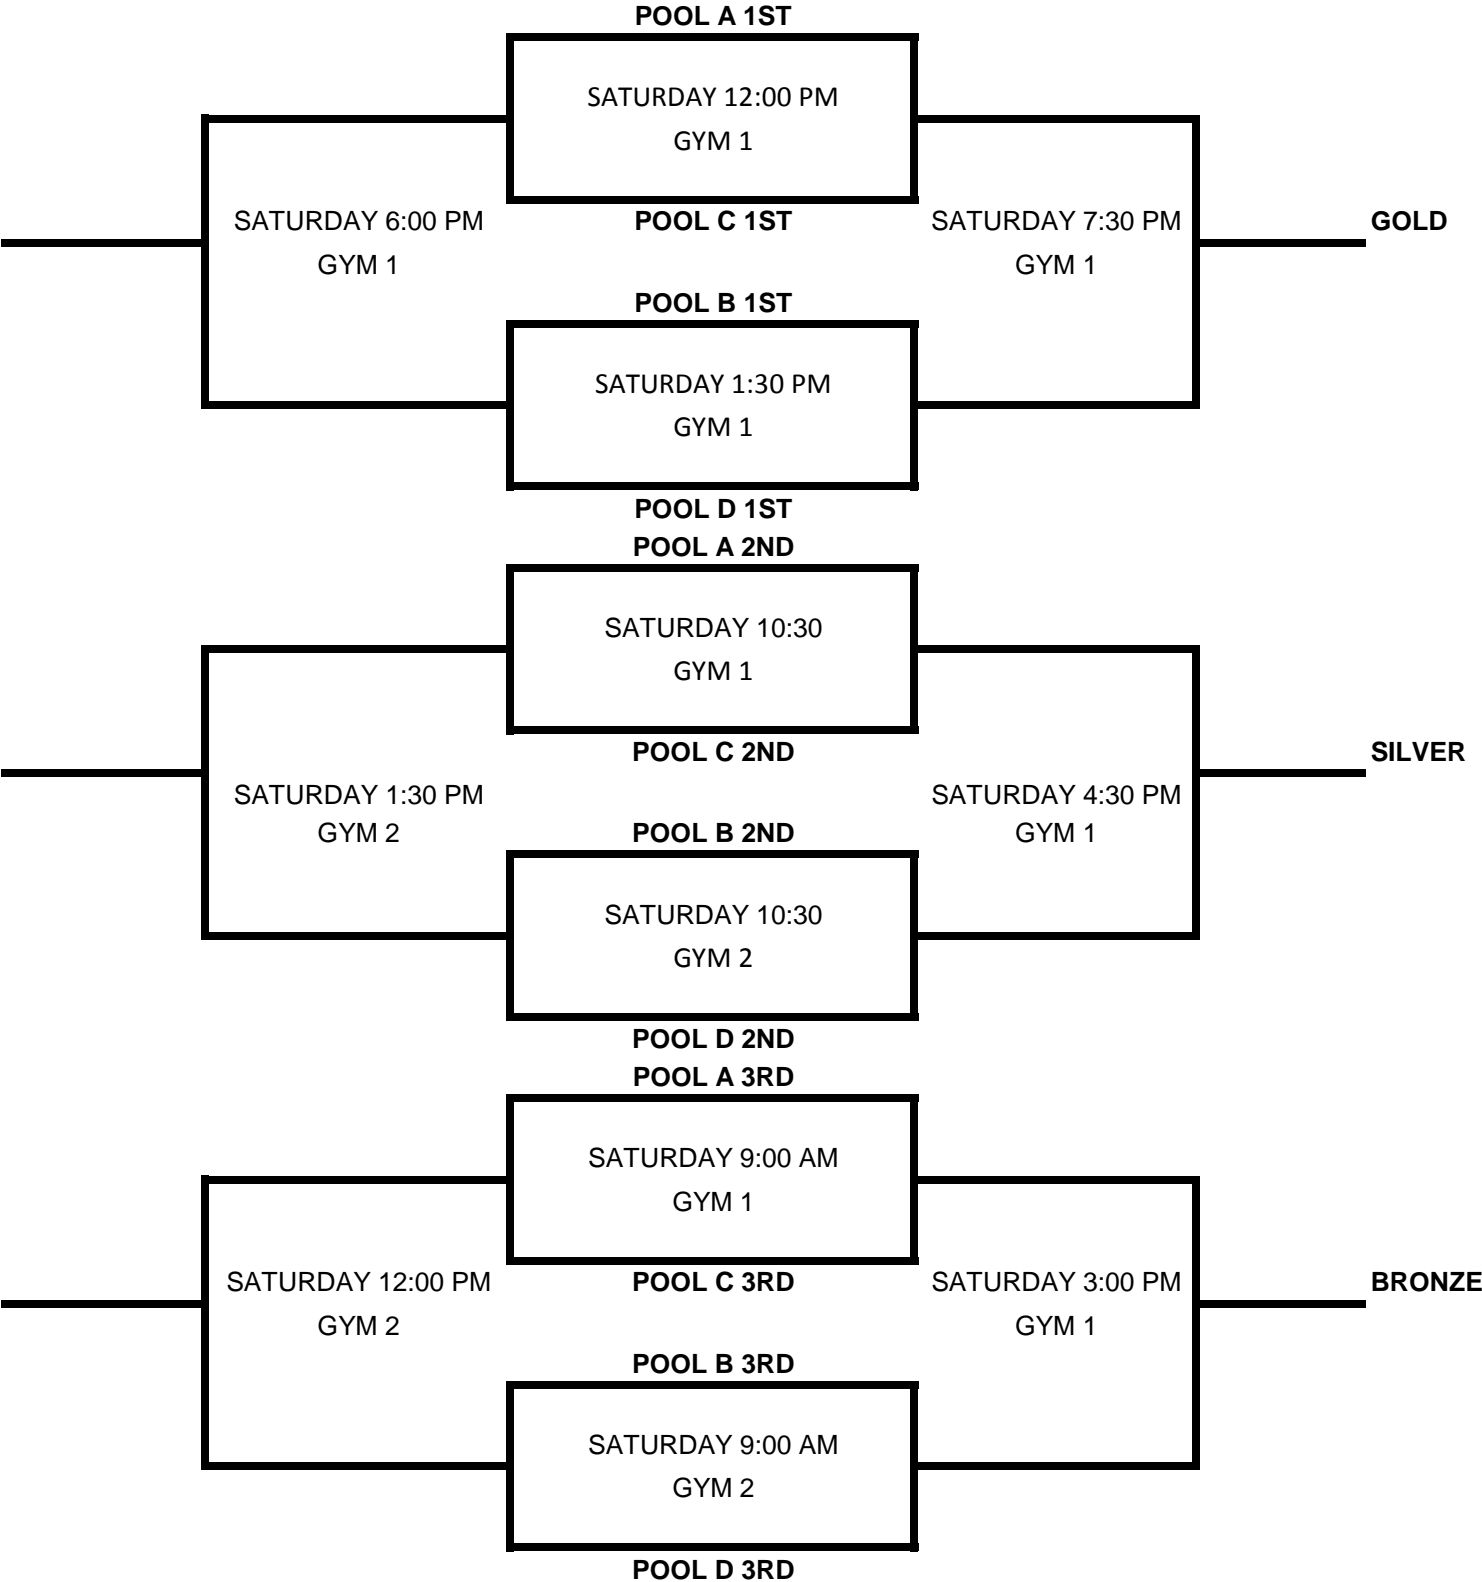 POOL A 1ST
SATURDAY 12:00 PM
GYM 1
SATURDAY 6:00 PM
GYM 1
POOL C 1ST
SATURDAY 7:30 PM
GYM 1
GOLD
POOL B 1ST
SATURDAY 1:30 PM
GYM 1
POOL D 1ST
POOL A 2ND
SATURDAY 10:30
GYM 1
POOL C 2ND
SILVER
SATURDAY 1:30 PM
GYM 2
SATURDAY 4:30 PM
GYM 1
POOL B 2ND
SATURDAY 10:30
GYM 2
POOL D 2ND
POOL A 3RD
SATURDAY 9:00 AM
GYM 1
SATURDAY 12:00 PM
GYM 2
POOL C 3RD
SATURDAY 3:00 PM
GYM 1
BRONZE
POOL B 3RD
SATURDAY 9:00 AM
GYM 2
POOL D 3RD